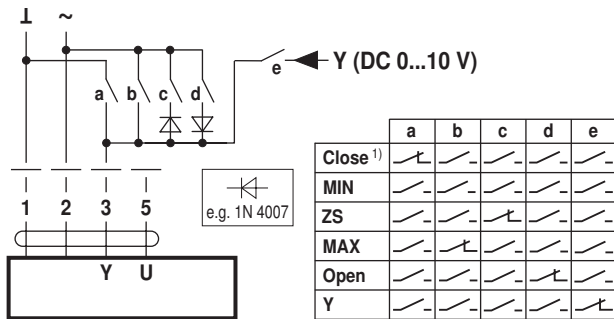 ⊥ ~
e Y (DC 0...10 V)
a b c d
a b c d e
Close 1)
MIN
ZS
MAX
Open
Y
1 2 3 5
e.g. 1N 4007
Y U